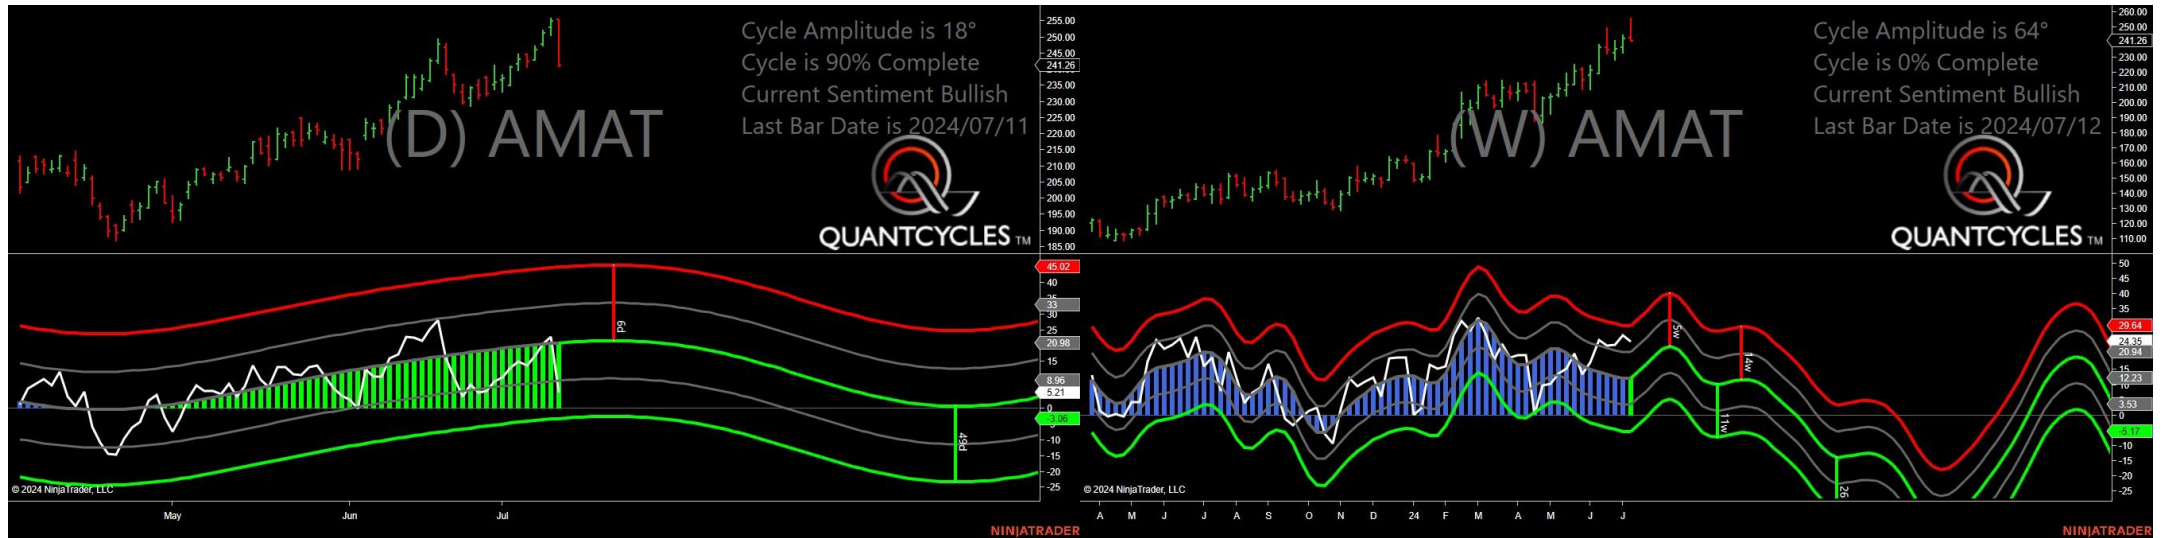 Cycle Amplitude is 18°
Cycle is 90% Complete
Current Sentiment Bullish
Last Bar Date is 2024/07/11
(D) AMAT
QUANTCYCLES TM
255.00
250.00
245.00
241.26
235.00
230.00
225.00
220.00
215.00
210.00
205.00
200.00
195.00
190.00
185.00
45.02
40
33
30
25
20.98
15
8.96
5.21
0
-3.06
-10
-15
-20
-25
6d
49d
© 2024 NinjaTrader, LLC
May Jun Jul
NINJATRADER
Cycle Amplitude is 64°
Cycle is 0% Complete
Current Sentiment Bullish
Last Bar Date is 2024/07/12
(W) AMAT
QUANTCYCLES TM
260.00
250.00
241.26
230.00
220.00
210.00
200.00
190.00
180.00
170.00
160.00
150.00
140.00
130.00
120.00
110.00
50
45
40
35
29.64
24.35
20.94
15
12.23
3.53
0
-5.17
-10
-15
-20
-25
5w
14w
11w
26
© 2024 NinjaTrader, LLC
A M J J A S O N D 24 F M A M J J
NINJATRADER